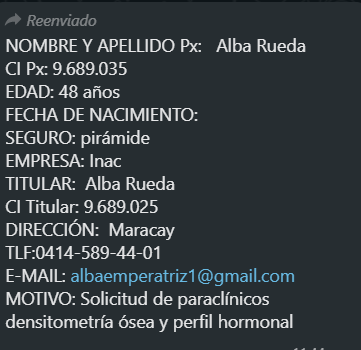 Reenviado
NOMBRE Y APELLIDO Px:   Alba Rueda
CI Px: 9.689.035
EDAD: 48 años
FECHA DE NACIMIENTO:
SEGURO: pirámide
EMPRESA: Inac
TITULAR:  Alba Rueda
CI Titular: 9.689.025
DIRECCIÓN:  Maracay
TLF:0414-589-44-01
E-MAIL: albaemperatriz1@gmail.com
MOTIVO: Solicitud de paraclínicos
densitometría ósea y perfil hormonal